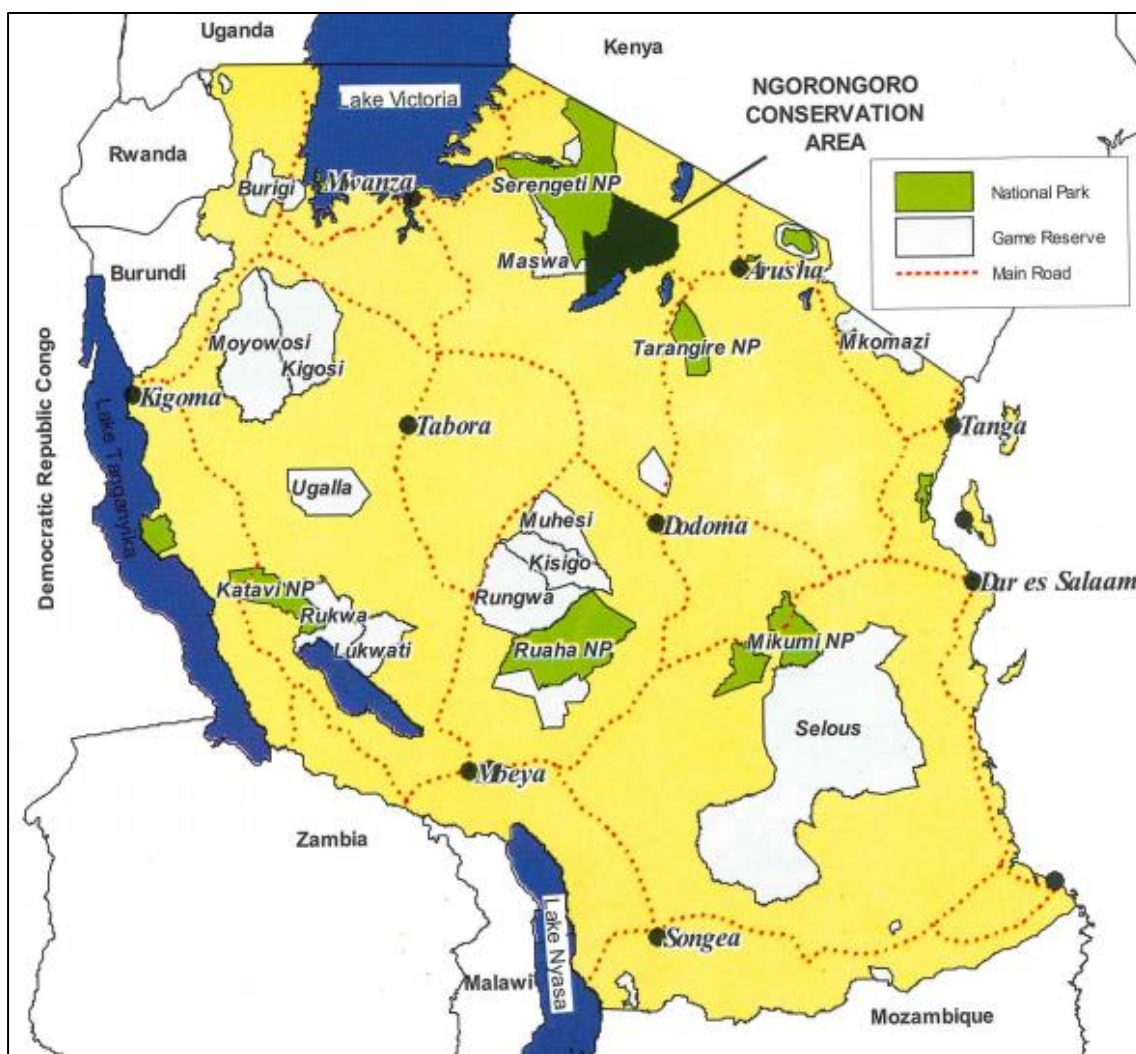 Uganda
Kenya
Lake Victoria
NGORONGORO
CONSERVATION
AREA
Rwanda
National Park
Game Reserve
Main Road
Burigi
Mwanza
Serengeti NP
Burundi
Maswa
Arusha
Moyowosi
Kigosi
Tarangire NP
Mkomazi
Democratic Republic Congo
Lake Tanganyika
Kigoma
Tabora
Tanga
Ugalla
Muhesi
Dodoma
Kisigo
Katavi NP
Rungwa
Dar es Salaam
Rukwa
Lukwati
Ruaha NP
Mikumi NP
Selous
Mbeya
Zambia
Lake Nyasa
Songea
Malawi
Mozambique